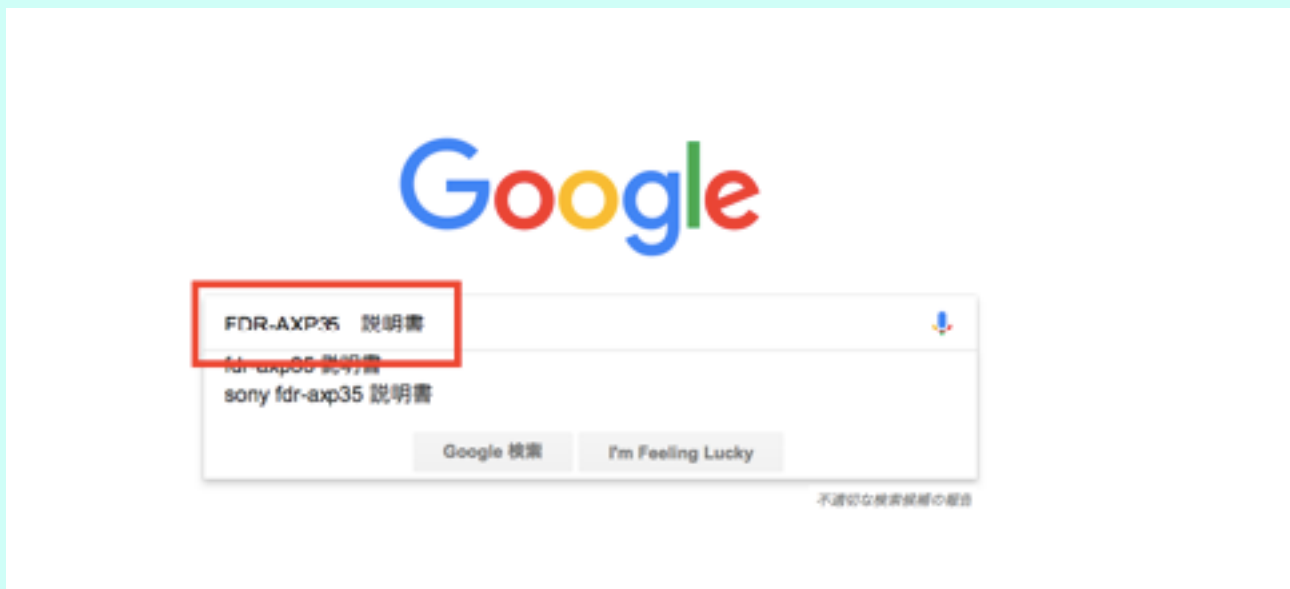 Google
FDR-AXP35　説明書
fdr-axp35 説明書
sony fdr-axp35 説明書
Google 検索
I'm Feeling Lucky
不適切な検索候補の報告